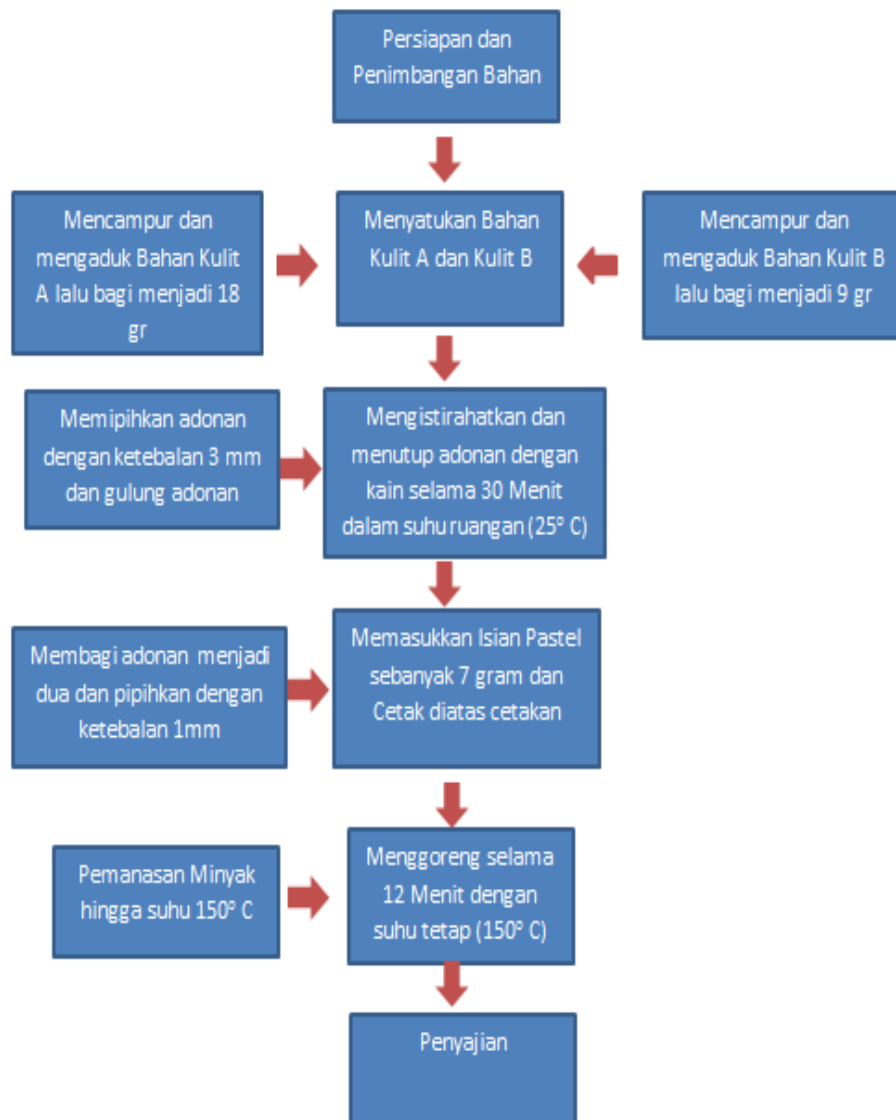 Persiapan dan
Penimbangan Bahan
Mencampur dan
mengaduk Bahan Kulit
A lalu bagi menjadi 18
gr
Menyatukan Bahan
Kulit A dan Kulit B
Mencampur dan
mengaduk Bahan Kulit B
lalu bagi menjadi 9 gr
Memipihkan adonan
dengan ketebalan 3 mm
dan gulung adonan
Mengistirahatkan dan
menutup adonan dengan
kain selama 30 Menit
dalam suhu ruangan (25° C)
Membagi adonan menjadi
dua dan pipihkan dengan
ketebalan 1mm
Memasukkan Isian Pastel
sebanyak 7 gram dan
Cetak diatas cetakan
Pemanasan Minyak
hingga suhu 150° C
Menggoreng selama
12 Menit dengan
suhu tetap (150° C)
Penyajian